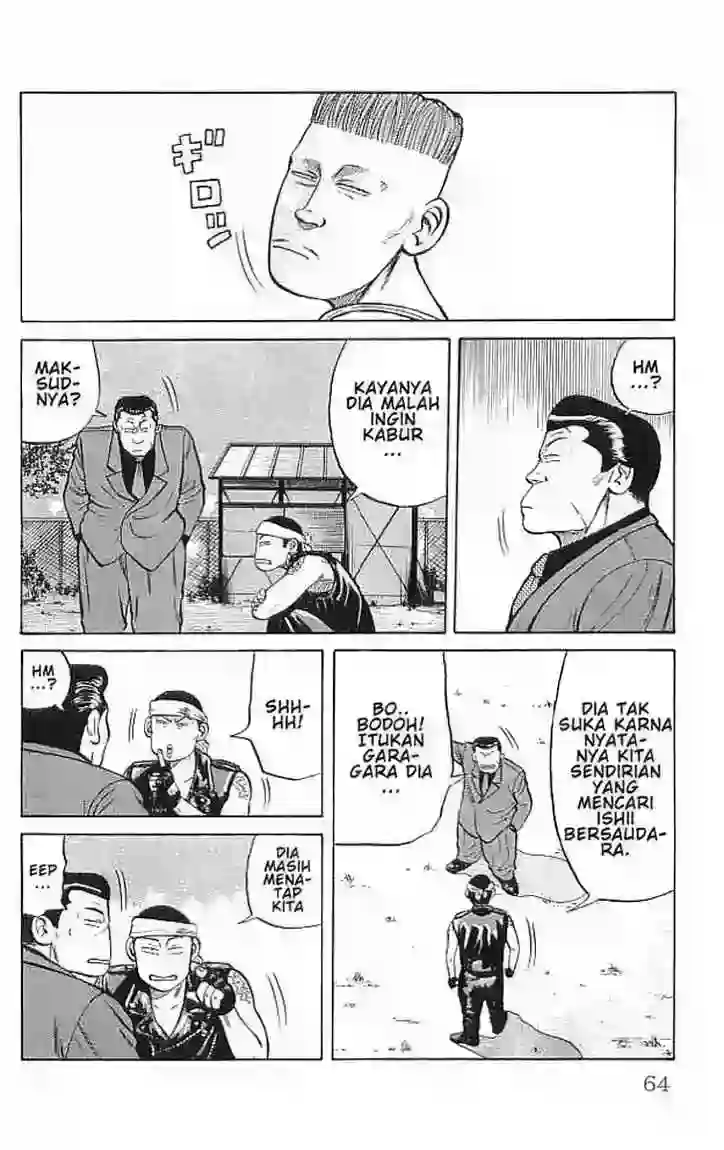 ギロッ
HM
...?
KAYANYA
DIA MALAH
INGIN
KABUR
...
MAK-
SUD-
NYA?
DIA TAK
SUKA KARNA
NYATA-
NYA KITA
SENDIRIAN
YANG
MENCARI
ISHII
BERSAUDA-
RA.
BO..
BODOH!
ITUKAN
GARA-
GARA DIA
...
SHH-
HH!
HM
...?
DIA
MASIH
MENA-
TAP
KITA
EEP
...
64